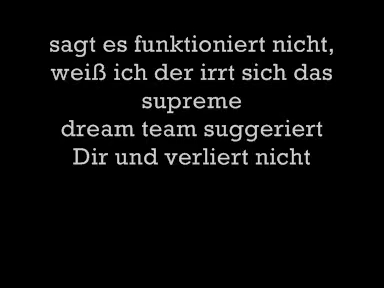 sagt es funktioniert nicht,
weiß ich der irrt sich das
supreme
dream team suggeriert
Dir und verliert nicht